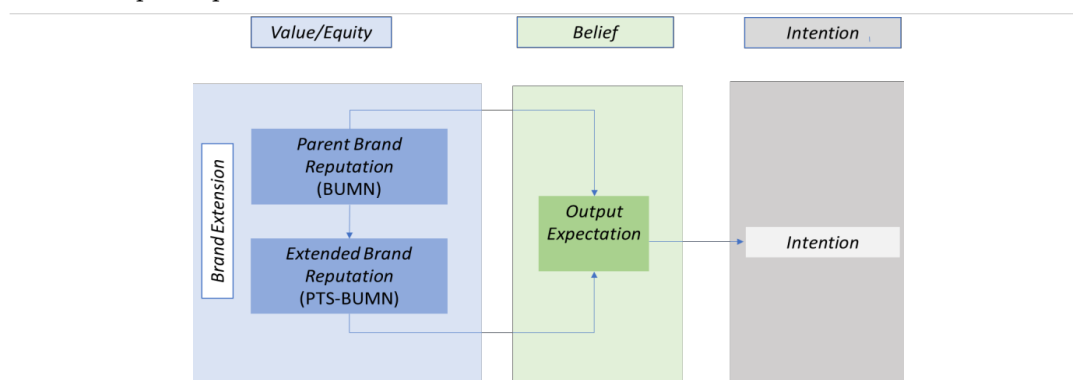 Value/Equity
Belief
Intention
Brand Extension
Parent Brand
Reputation
(BUMN)
Extended Brand
Reputation
(PTS-BUMN)
Output
Expectation
Intention